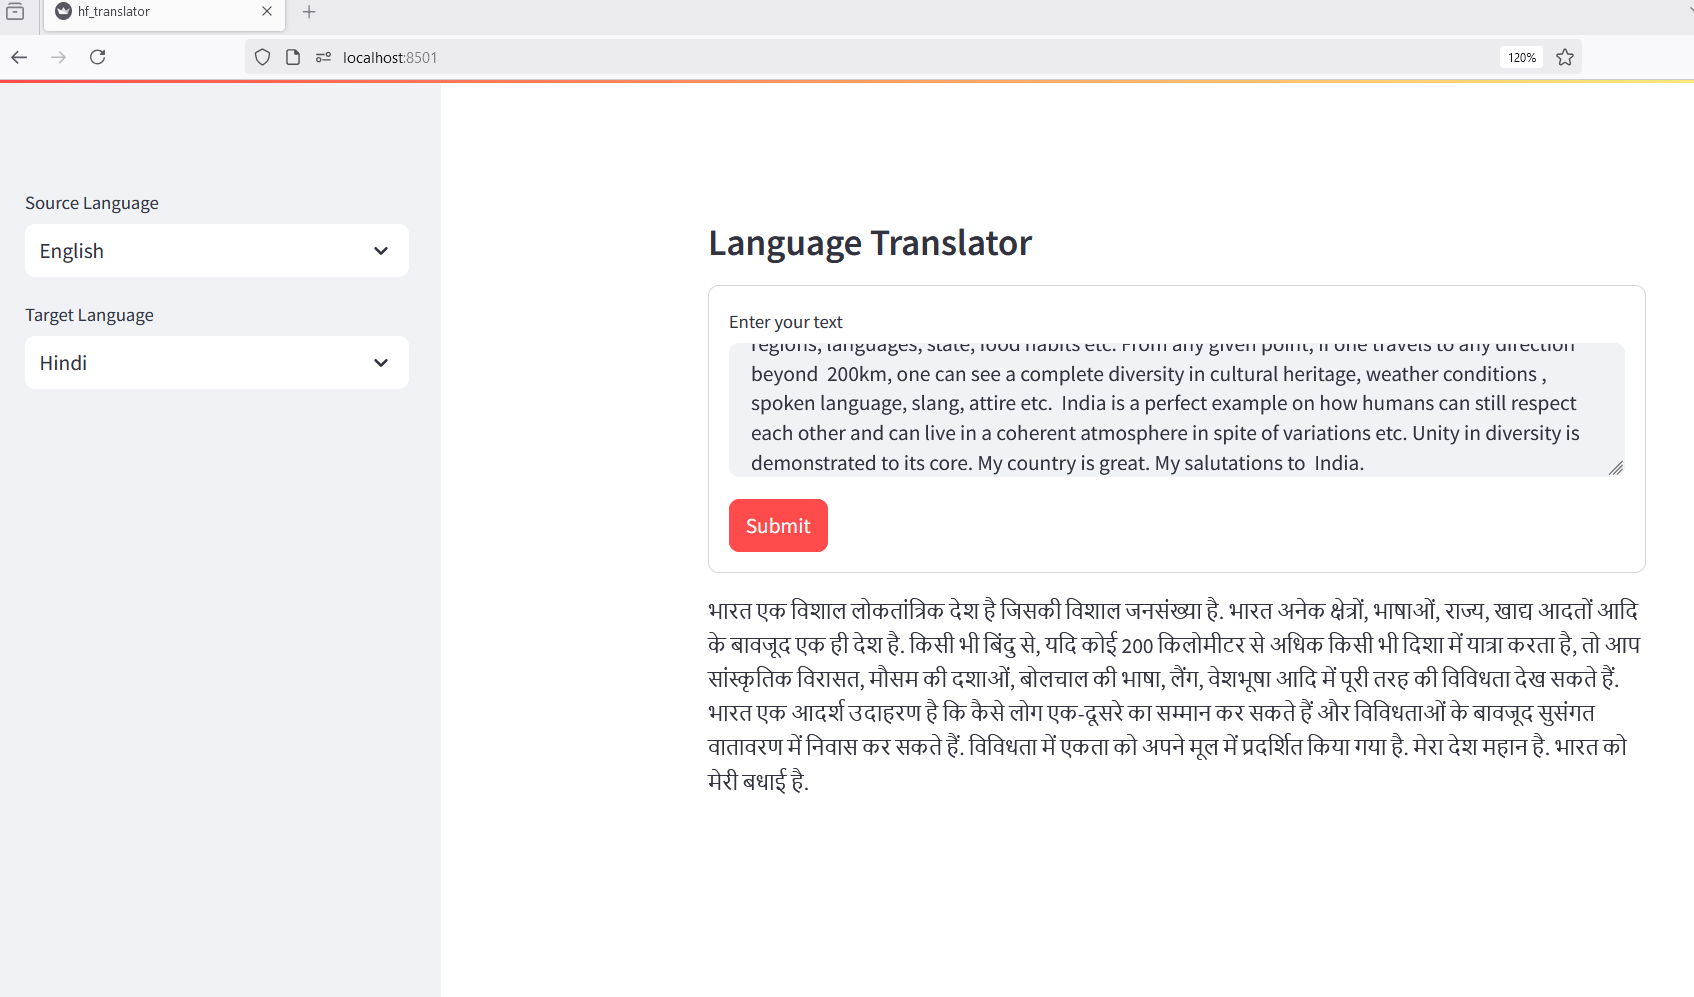 hf_translator
localhost:8501
120%
Source Language
English
Target Language
Hindi
Language Translator
Enter your text
regions, languages, state, food habits etc. From any given point, if one travels to any direction
beyond  200km, one can see a complete diversity in cultural heritage, weather conditions ,
spoken language, slang, attire etc.  India is a perfect example on how humans can still respect
each other and can live in a coherent atmosphere in spite of variations etc. Unity in diversity is
demonstrated to its core. My country is great. My salutations to  India.
Submit
भारत एक विशाल लोकतांत्रिक देश है जिसकी विशाल जनसंख्या है. भारत अनेक क्षेत्रों, भाषाओं, राज्य, खाद्य आदतों आदि
के बावजूद एक ही देश है. किसी भी बिंदु से, यदि कोई 200 किलोमीटर से अधिक किसी भी दिशा में यात्रा करता है, तो आप
सांस्कृतिक विरासत, मौसम की दशाओं, बोलचाल की भाषा, लैंग, वेशभूषा आदि में पूरी तरह की विविधता देख सकते हैं.
भारत एक आदर्श उदाहरण है कि कैसे लोग एक-दूसरे का सम्मान कर सकते हैं और विविधताओं के बावजूद सुसंगत
वातावरण में निवास कर सकते हैं. विविधता में एकता को अपने मूल में प्रदर्शित किया गया है. मेरा देश महान है. भारत को
मेरी बधाई है.